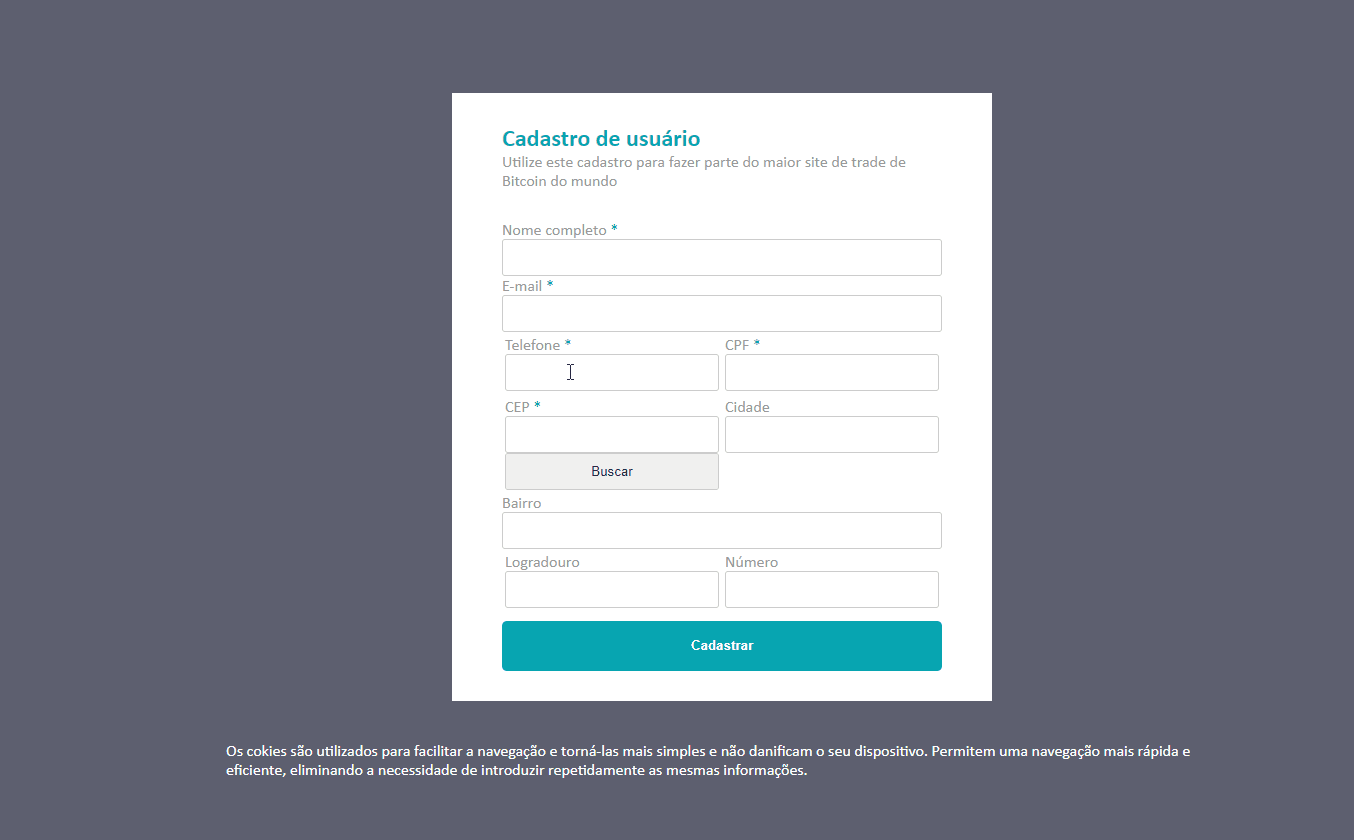 Cadastro de usuário
Utilize este cadastro para fazer parte do maior site de trade de
Bitcoin do mundo
Nome completo *
E-mail *
Telefone * CPF *
CEP * Cidade
Buscar
Bairro
Logradouro Número
Cadastrar
Os cokies são utilizados para facilitar a navegação e torná-las mais simples e não danificam o seu dispositivo. Permitem uma navegação mais rápida e
eficiente, eliminando a necessidade de introduzir repetidamente as mesmas informações.